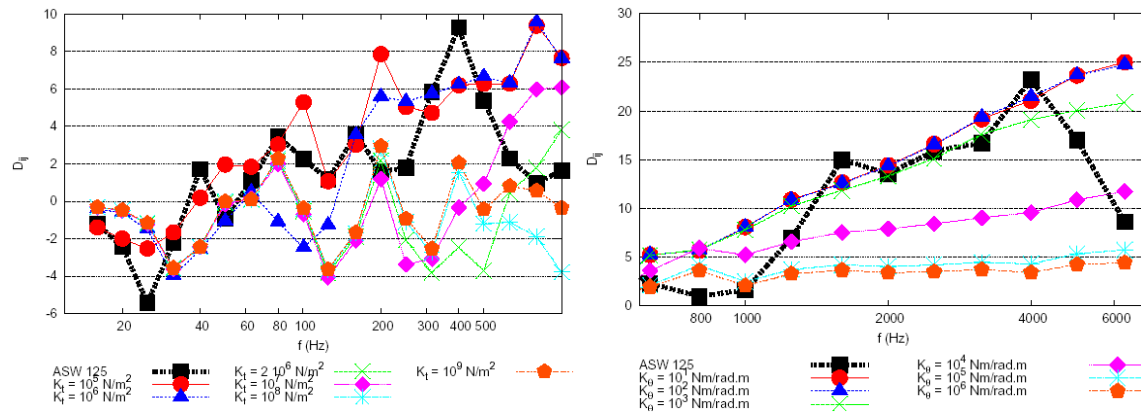 10
8
6
4
2
0
-2
-4
-6
D_ij
20 40 60 80 100 200 300 400 500
f (Hz)
ASW 125
K_t = 10^5 N/m^2
K_t = 10^6 N/m^2
K_t = 2 10^6 N/m^2
K_t = 10^7 N/m^2
K_t = 10^8 N/m^2
K_t = 10^9 N/m^2
30
25
20
15
10
5
0
D_ij
800 1000 2000 4000 6000
f (Hz)
ASW 125
K_θ = 10^1 Nm/rad.m
K_θ = 10^2 Nm/rad.m
K_θ = 10^3 Nm/rad.m
K_θ = 10^4 Nm/rad.m
K_θ = 10^5 Nm/rad.m
K_θ = 10^6 Nm/rad.m